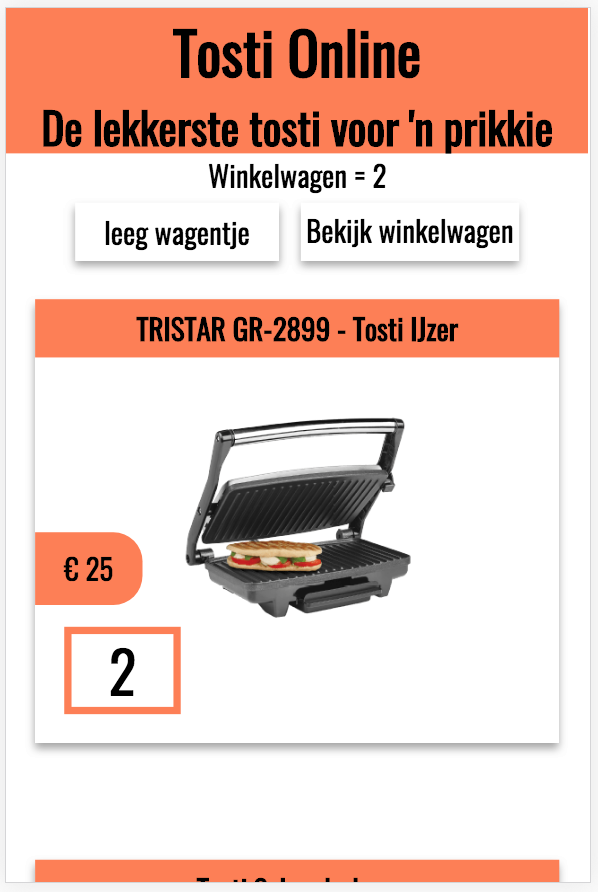 Tosti Online
De lekkerste tosti voor 'n prikkie
Winkelwagen = 2
leeg wagentje
Bekijk winkelwagen
TRISTAR GR-2899 - Tosti IJzer
€ 25
2
Tosti